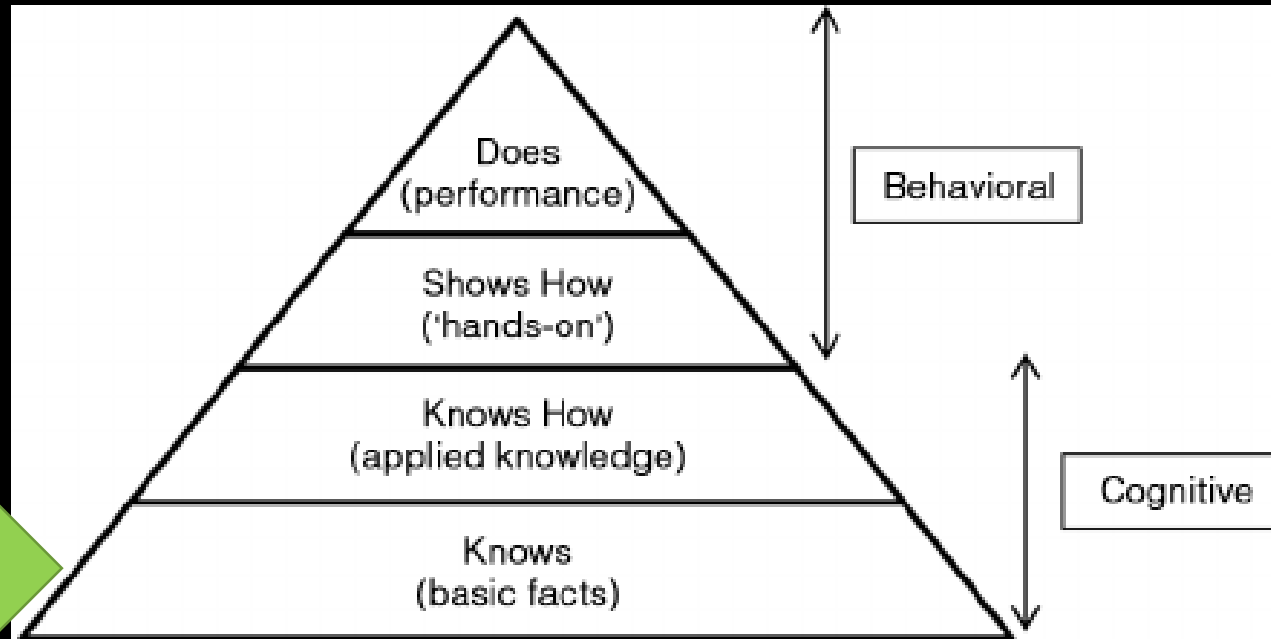 Does
(performance)
Behavioral
Shows How
('hands-on')
Knows How
(applied knowledge)
Cognitive
Knows
(basic facts)